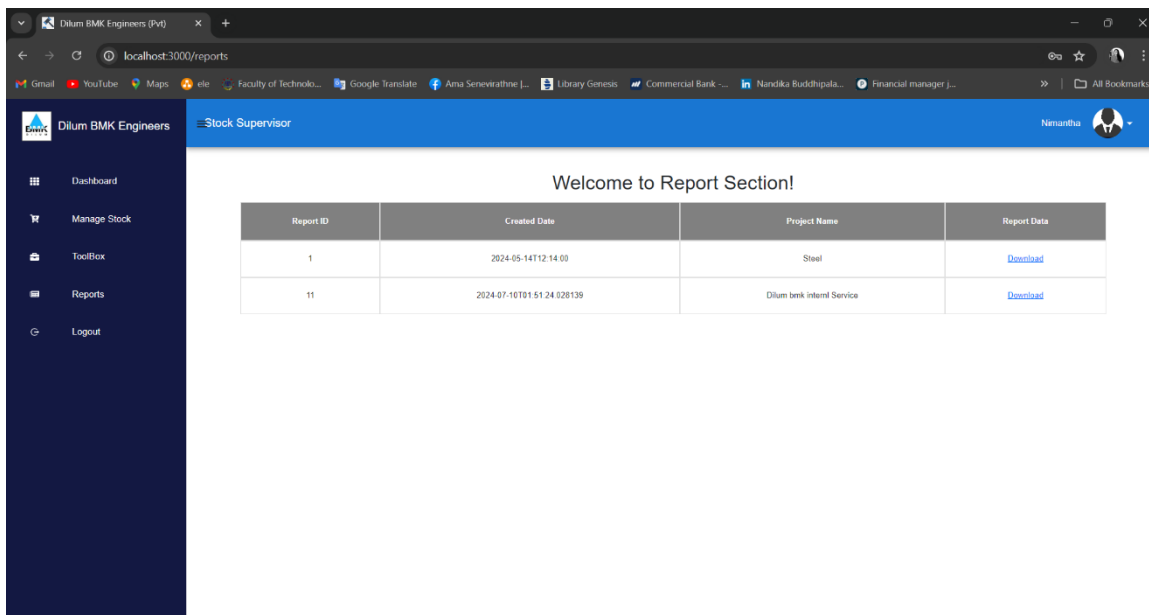 Dilum BMK Engineers (Pvt)
localhost:3000/reports
Gmail YouTube Maps ele Faculty of Technolo... Google Translate Ama Senevirathne |... Library Genesis Commercial Bank -... Nandika Buddhipala... Financial manager j... » All Bookmarks
BMK Dilum BMK Engineers Stock Supervisor Nimantha
Dashboard
Manage Stock
ToolBox
Reports
Logout
Welcome to Report Section!
Report ID Created Date Project Name Report Data
1 2024-05-14T12:14:00 Steel Download
11 2024-07-10T01:51:24.028139 Dilum bmk internl Service Download